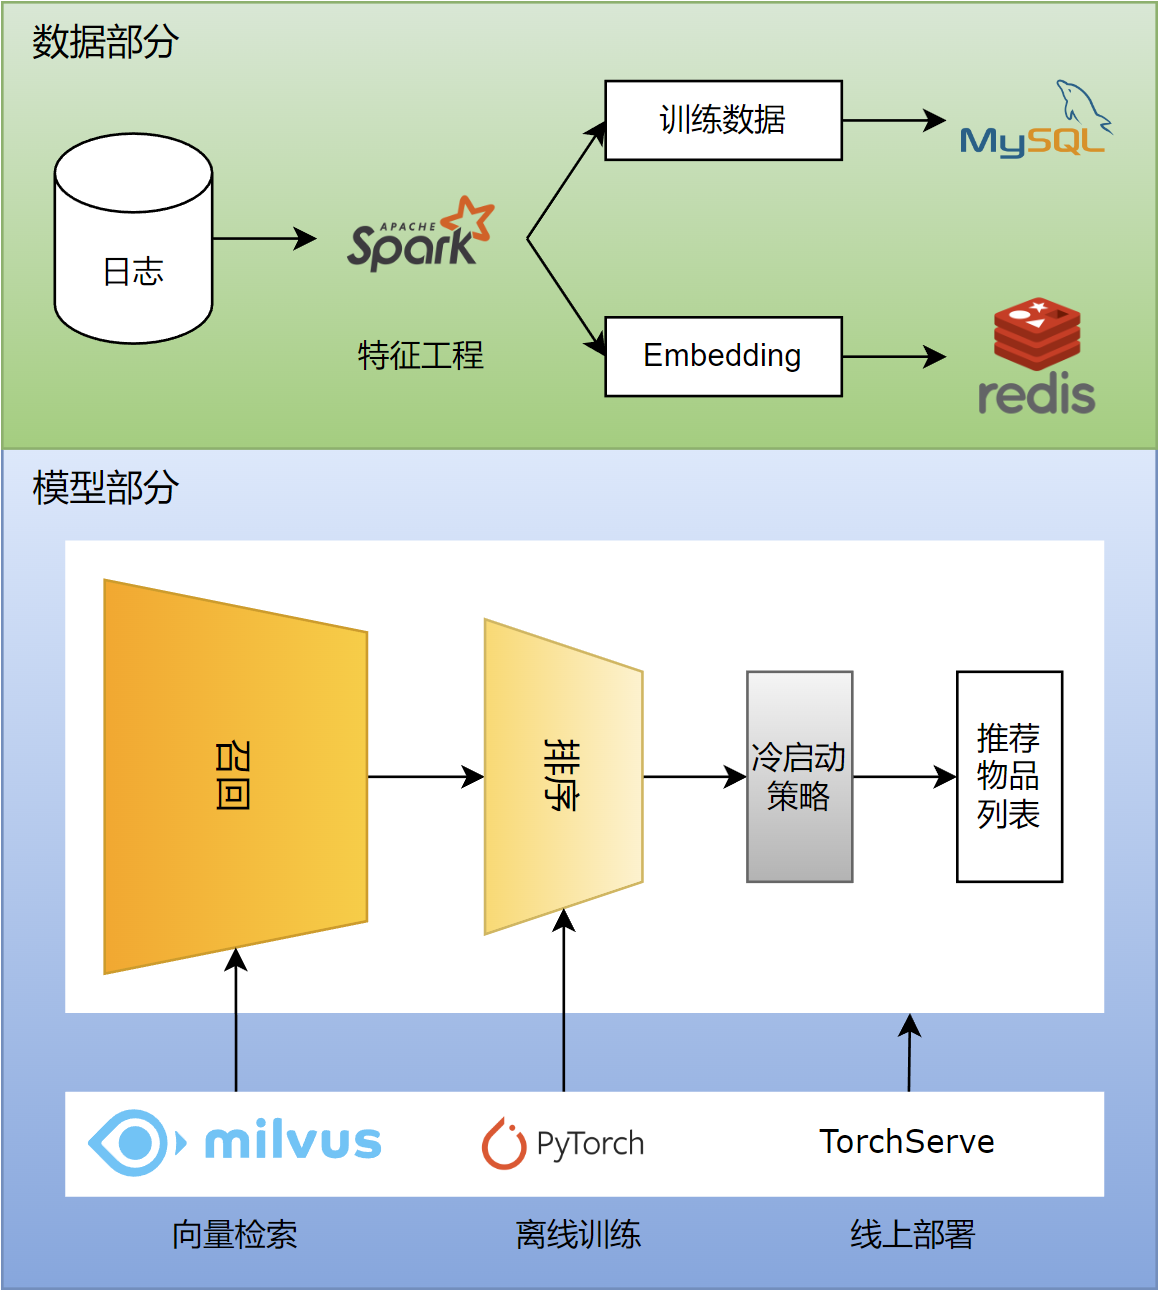 数据部分
日志
APACHE
Spark
特征工程
训练数据
MySQL
Embedding
redis
模型部分
召回
排序
冷启动
策略
推荐
物品
列表
milvus
PyTorch
TorchServe
向量检索
离线训练
线上部署